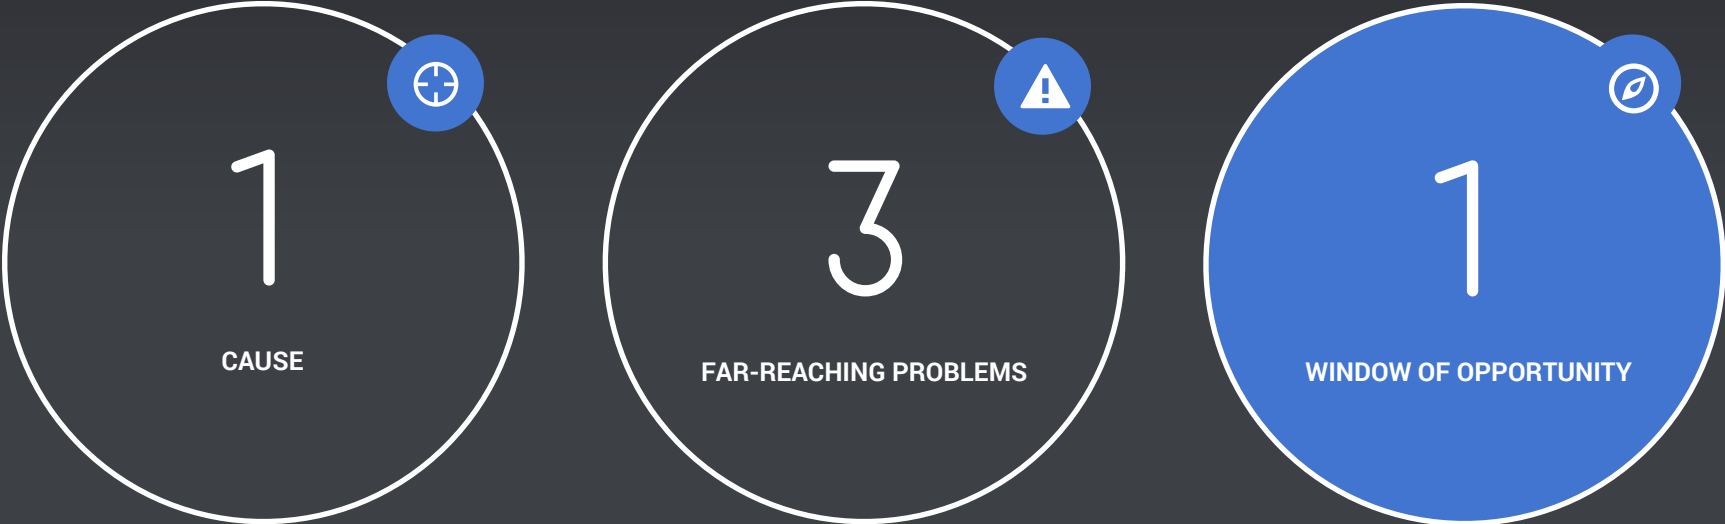 1
CAUSE
3
FAR-REACHING PROBLEMS
1
WINDOW OF OPPORTUNITY